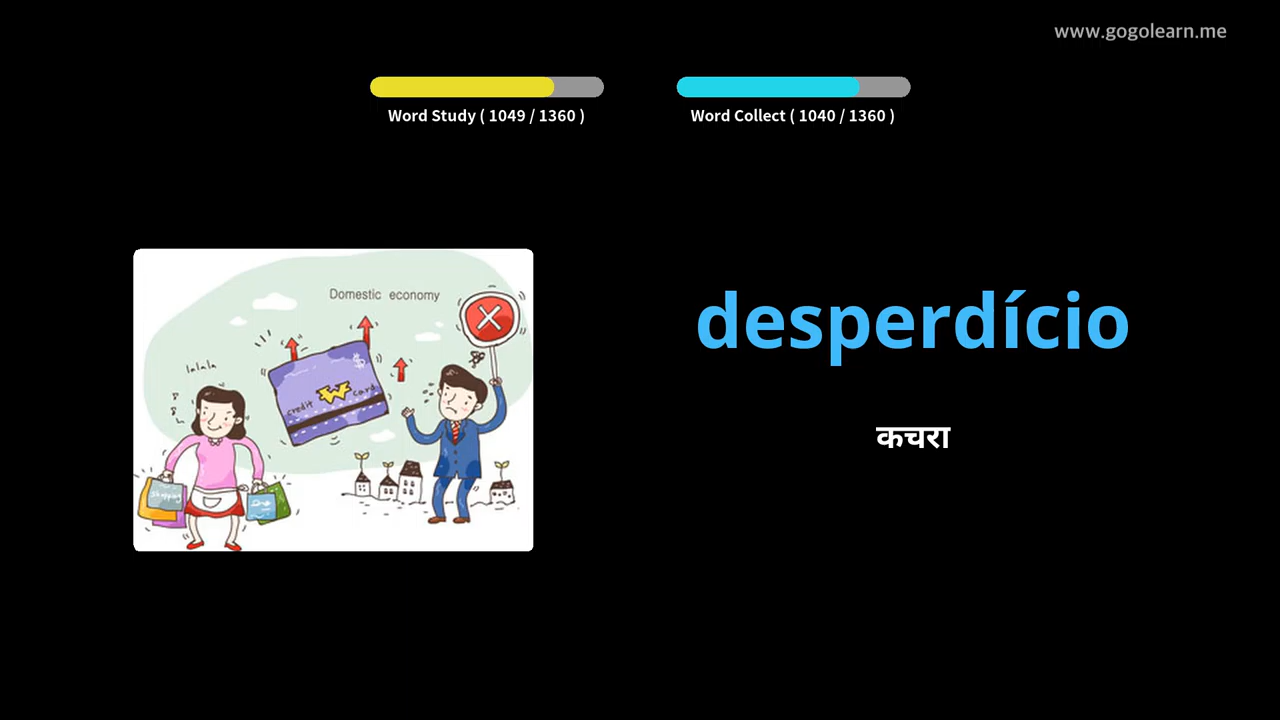 www.gogolearn.me
Word Study ( 1049 / 1360 )
Word Collect ( 1040 / 1360 )
Domestic economy
lalala
$
credit W card
shopping
desperdício
कचरा